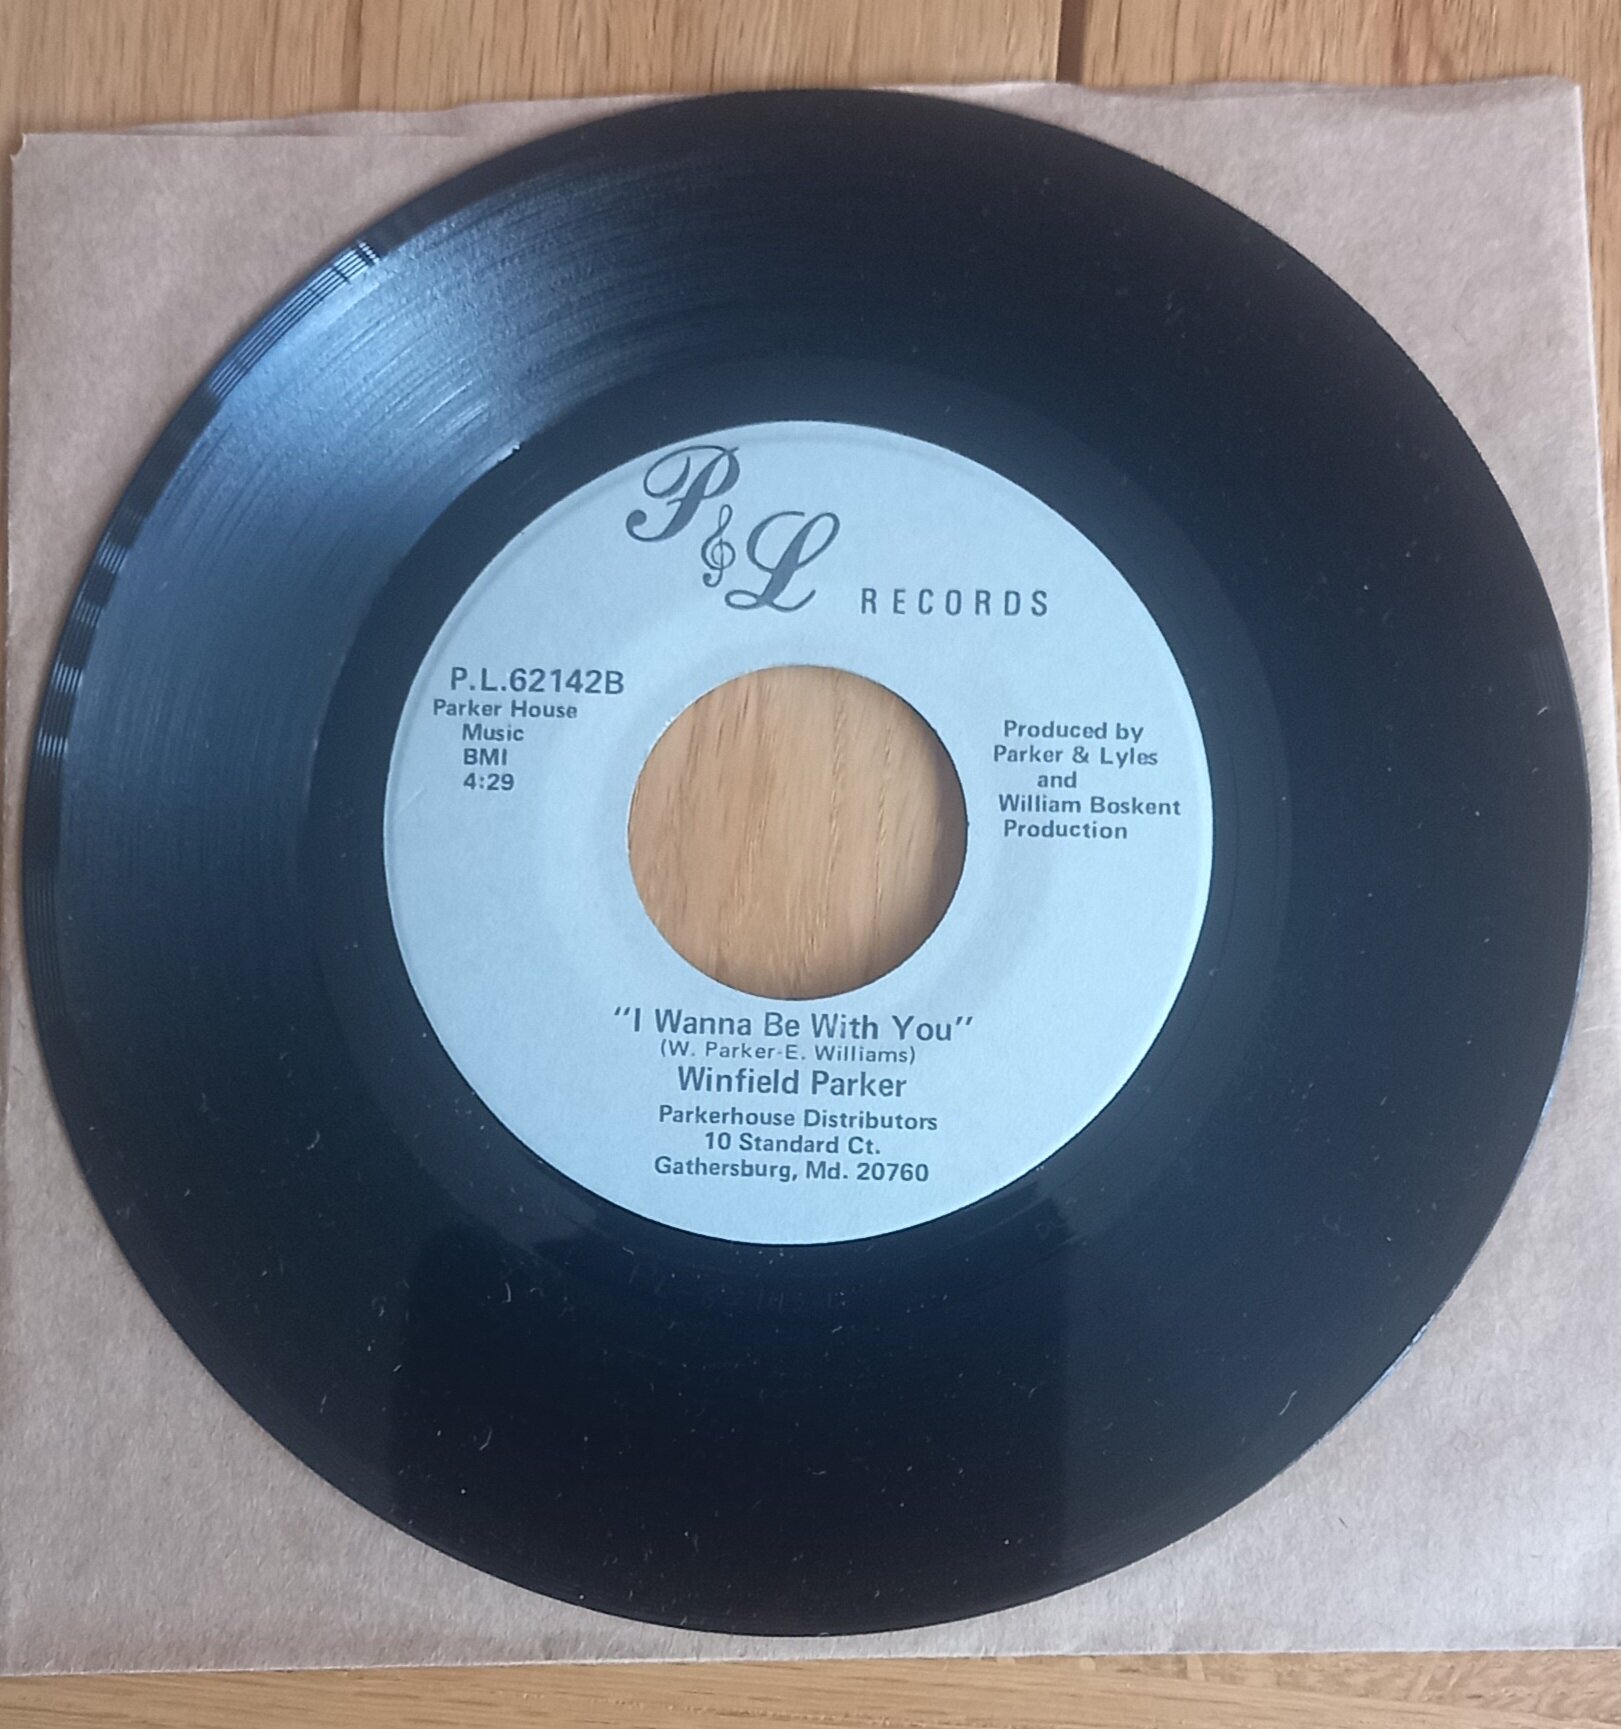 P & L RECORDS
P.L.62142B
Parker House
Music
BMI
4:29
Produced by
Parker & Lyles
and
William Boskent
Production
"I Wanna Be With You"
(W. Parker-E. Williams)
Winfield Parker
Parkerhouse Distributors
10 Standard Ct.
Gathersburg, Md. 20760